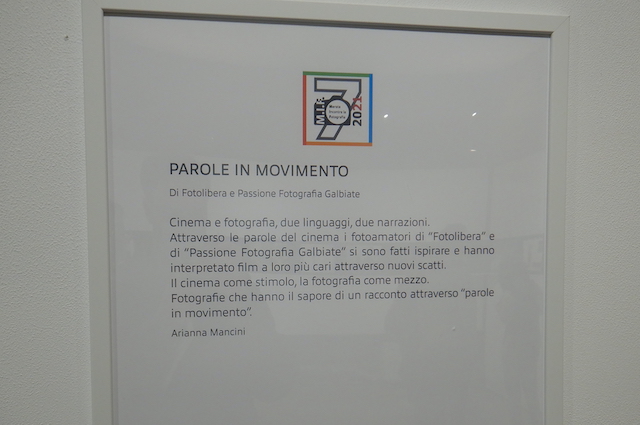 7
M.I.F.
2021
PAROLE IN MOVIMENTO
Di Fotolibera e Passione Fotografia Galbiate
Cinema e fotografia, due linguaggi, due narrazioni.
Attraverso le parole del cinema i fotoamatori di "Fotolibera" e
di "Passione Fotografia Galbiate" si sono fatti ispirare e hanno
interpretato film a loro più cari attraverso nuovi scatti.
Il cinema come stimolo, la fotografia come mezzo.
Fotografie che hanno il sapore di un racconto attraverso "parole
in movimento".
Arianna Mancini